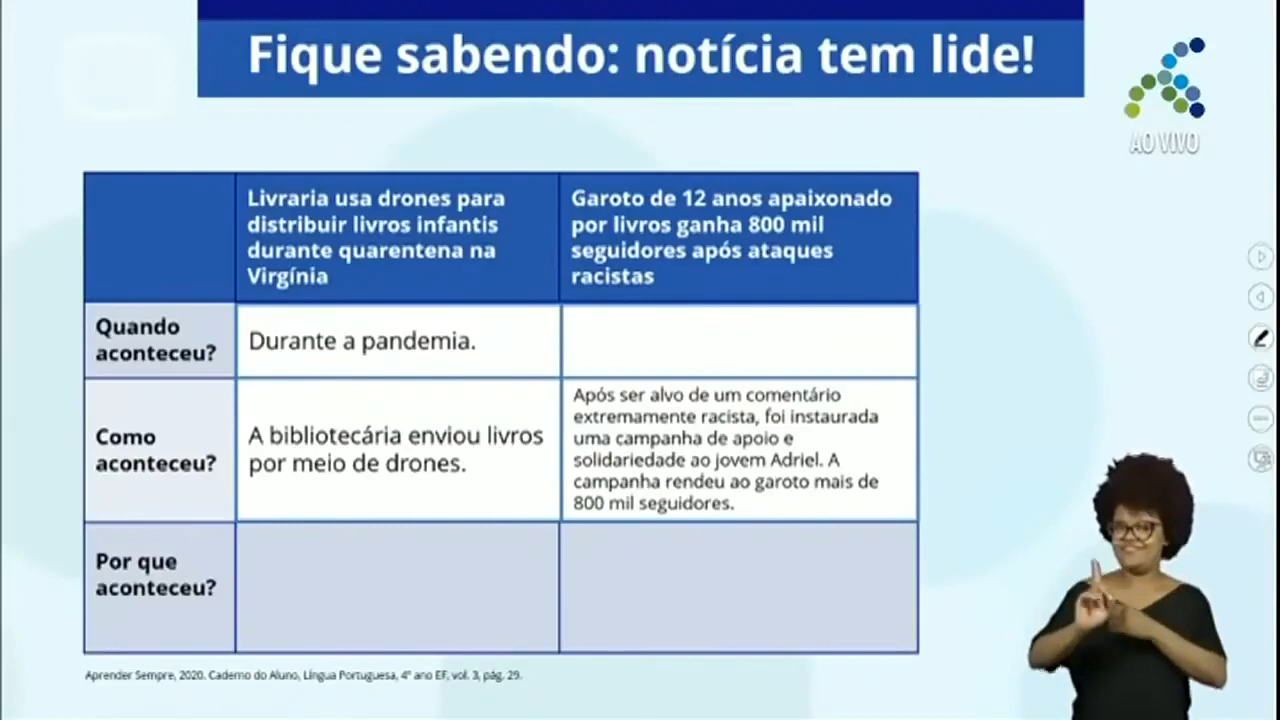 Fique sabendo: notícia tem lide!
AO VIVO
Livraria usa drones para
distribuir livros infantis
durante quarentena na
Virgínia
Garoto de 12 anos apaixonado
por livros ganha 800 mil
seguidores após ataques
racistas
Quando
aconteceu?
Durante a pandemia.
Como
aconteceu?
A bibliotecária enviou livros
por meio de drones.
Após ser alvo de um comentário
extremamente racista, foi instaurada
uma campanha de apoio e
solidariedade ao jovem Adriel. A
campanha rendeu ao garoto mais de
800 mil seguidores.
Por que
aconteceu?
Aprender Sempre, 2020. Caderno do Aluno, Língua Portuguesa, 4° ano EF, vol. 3, pág. 29.